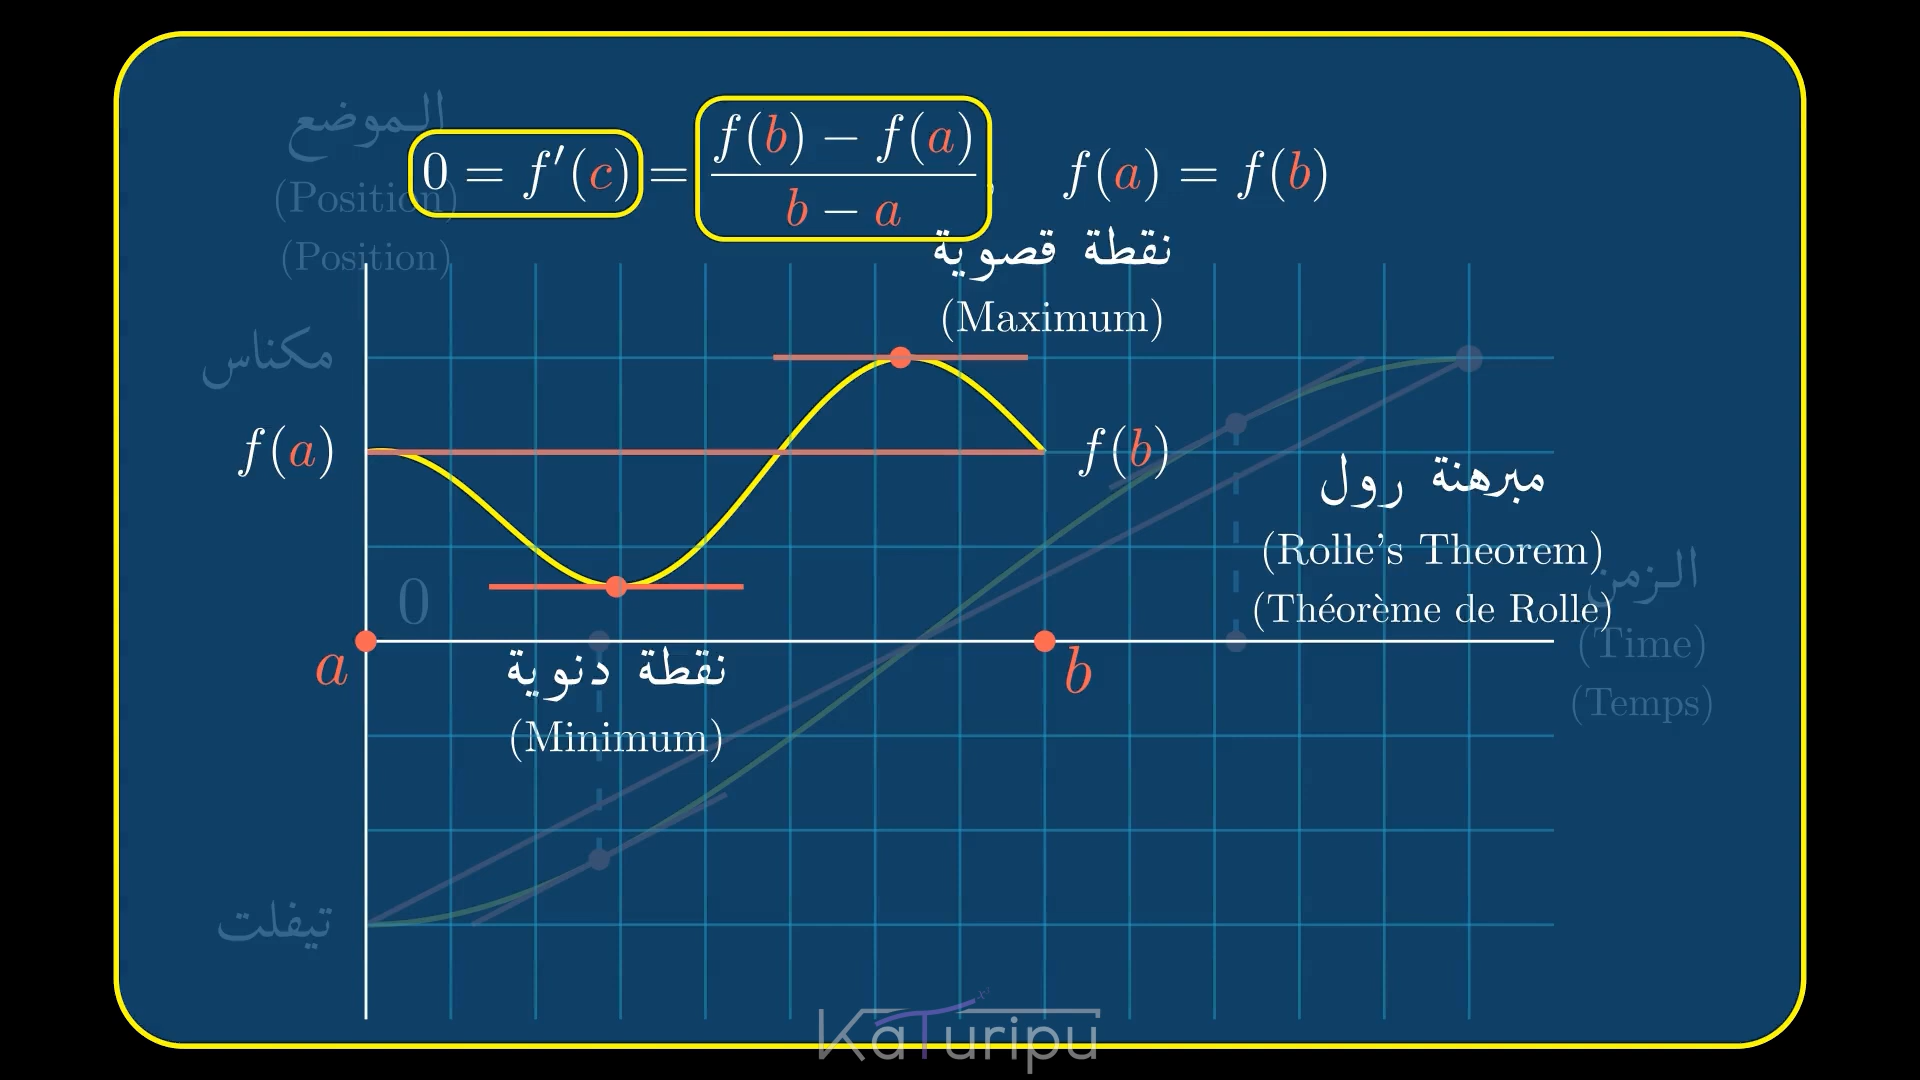 الموضع
(Position)
(Position)
0 = f′(c) = f(b) − f(a) / b − a , f(a) = f(b)
نقطة قصوية
(Maximum)
مكناس
f(a)
f(b)
مبرهنة رول
(Rolle's Theorem)
(Théorème de Rolle)
الزمن
(Time)
(Temps)
0
a
b
نقطة دنوية
(Minimum)
تيفلت
KaTuripu